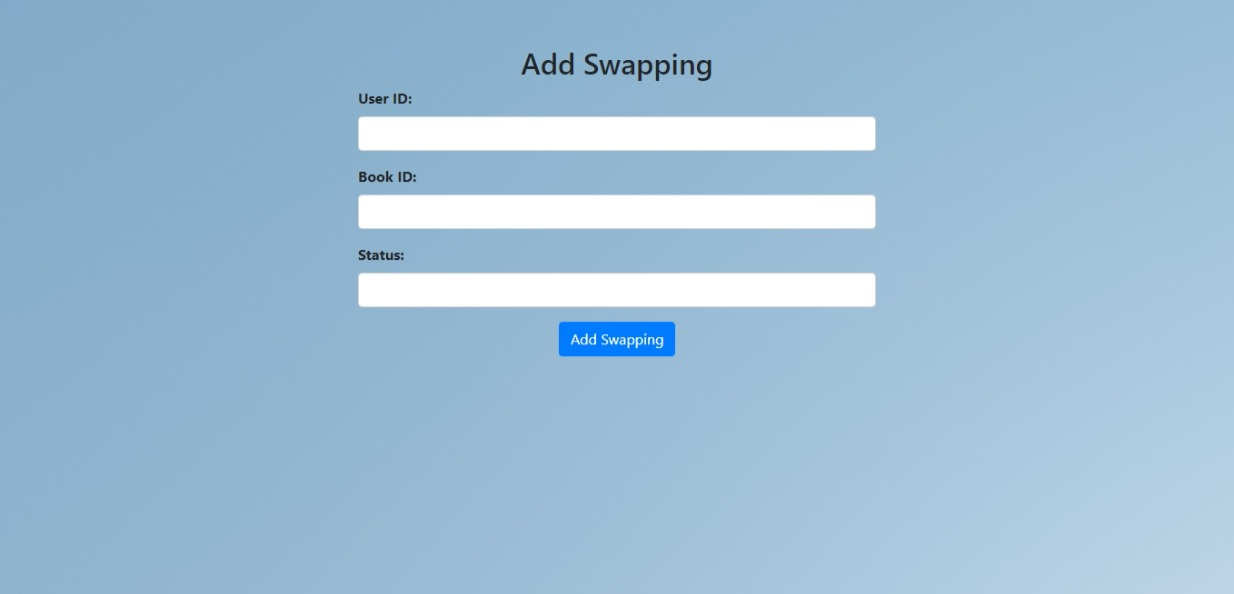 Add Swapping
User ID:
Book ID:
Status:
Add Swapping